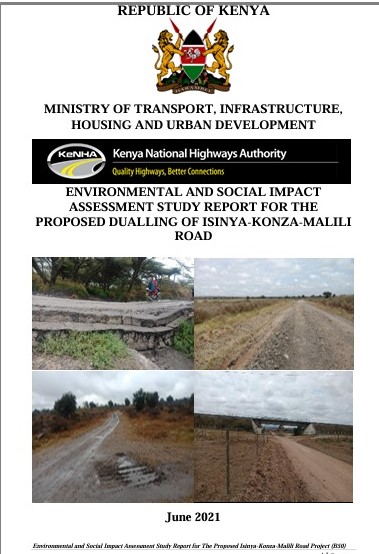 REPUBLIC OF KENYA
MINISTRY OF TRANSPORT, INFRASTRUCTURE,
HOUSING AND URBAN DEVELOPMENT
KeNHA
Kenya National Highways Authority
Quality Highways, Better Connections
ENVIRONMENTAL AND SOCIAL IMPACT
ASSESSMENT STUDY REPORT FOR THE
PROPOSED DUALLING OF ISINYA-KONZA-MALILI
ROAD
June 2021
Environmental and Social Impact Assessment Study Report for The Proposed Isinya-Konza-Malili Road Project (B50)